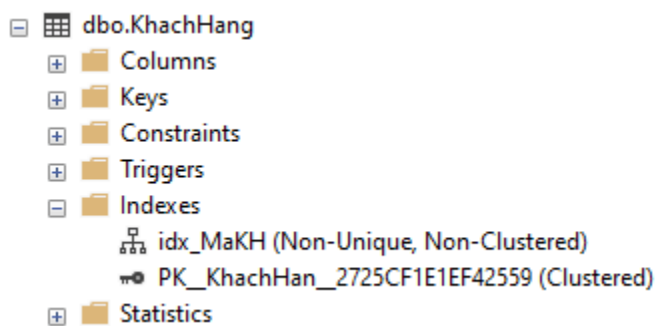 dbo.KhachHang
Columns
Keys
Constraints
Triggers
Indexes
idx_MaKH (Non-Unique, Non-Clustered)
PK__KhachHan__2725CF1E1EF42559 (Clustered)
Statistics